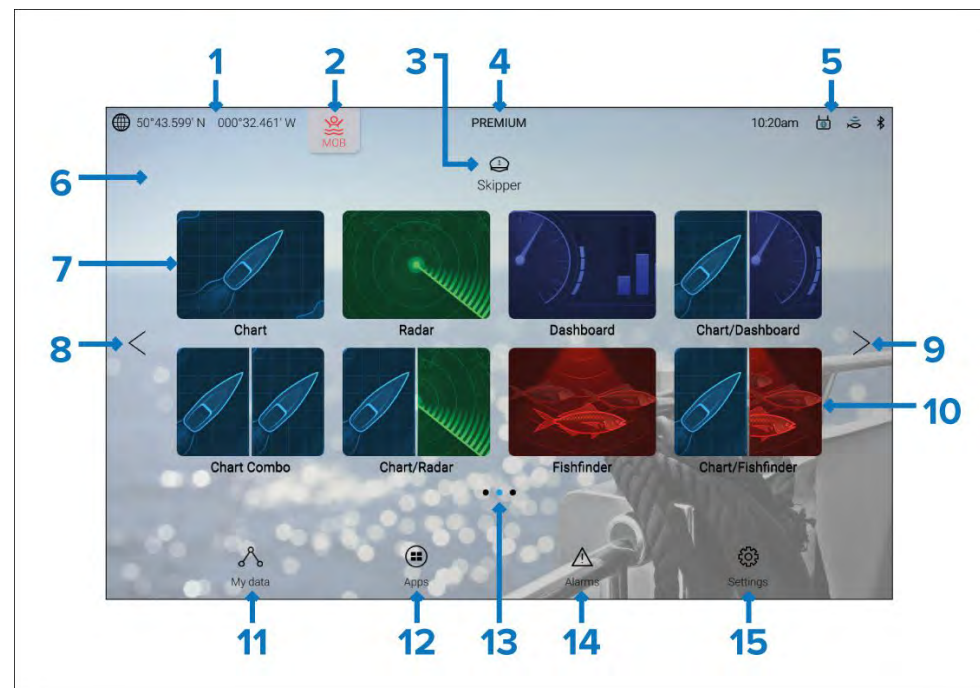 1 2 3 4 5
50°43.599' N 000°32.461' W MOB PREMIUM 10:20am
6 Skipper
7
Chart Radar Dashboard Chart/Dashboard
8 9
10
Chart Combo Chart/Radar Fishfinder Chart/Fishfinder
My data Apps Alarms Settings
11 12 13 14 15